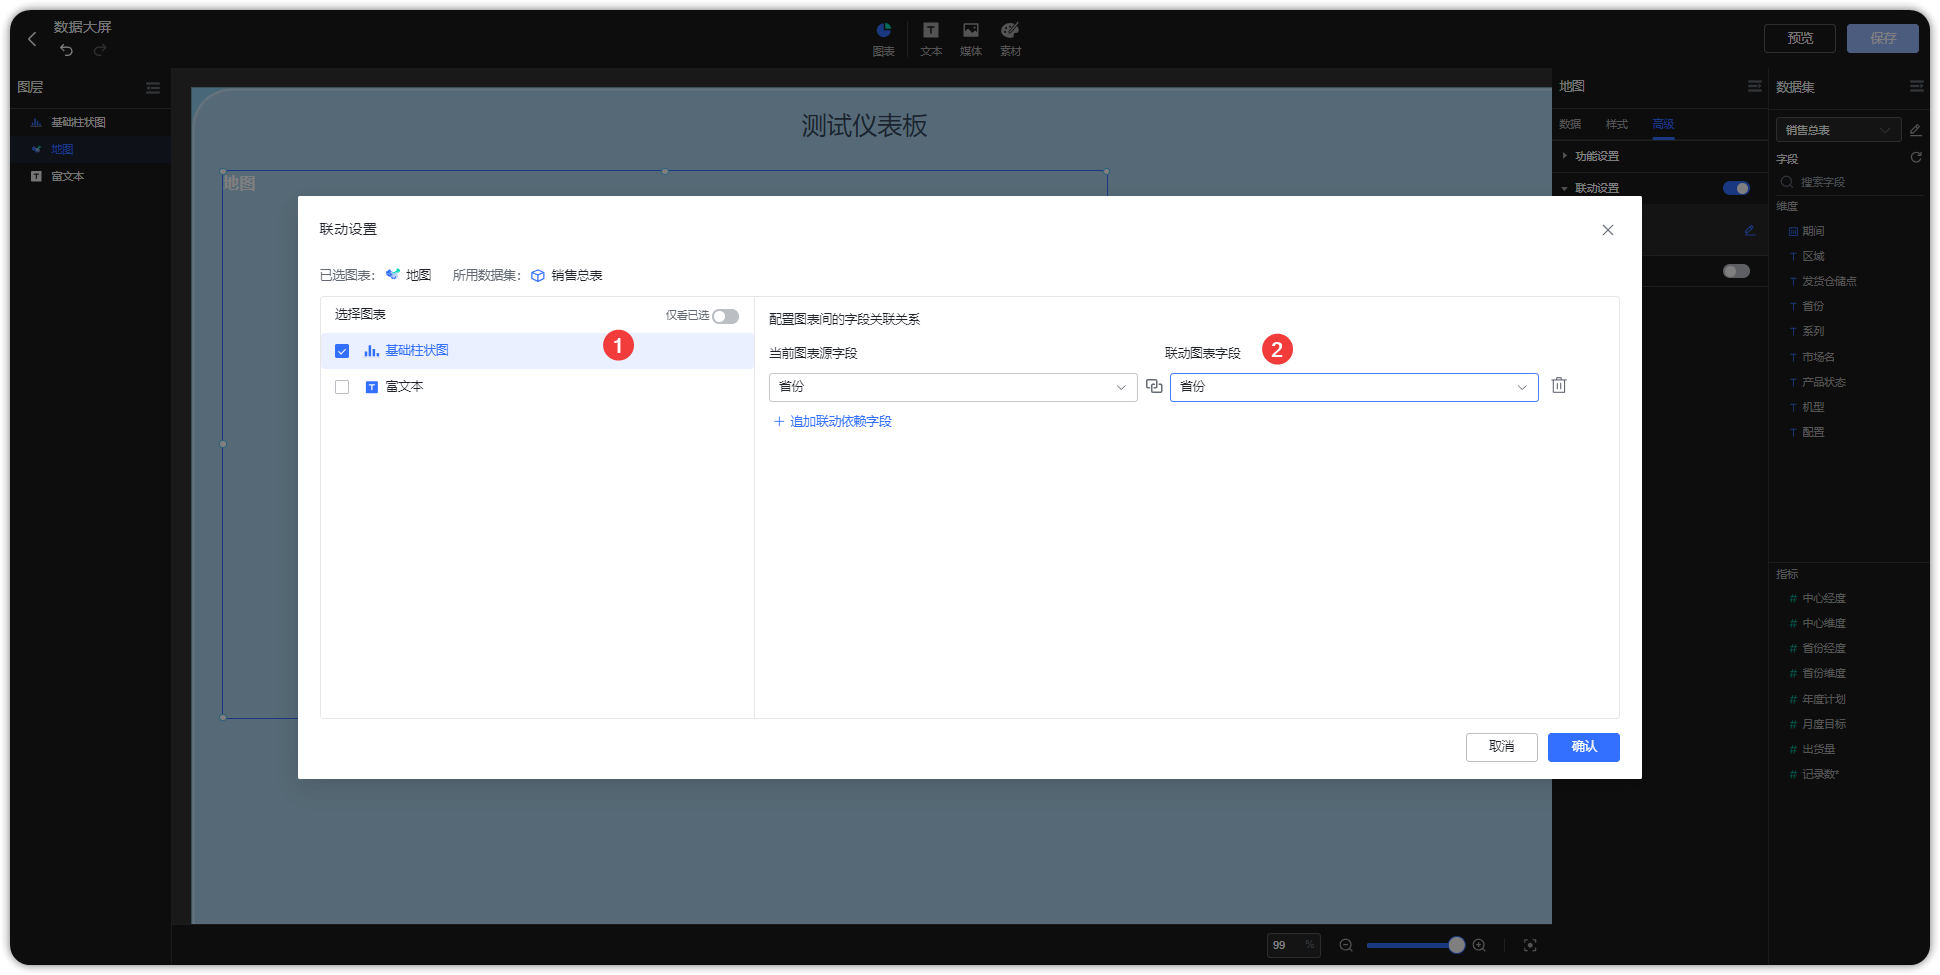 数据大屏
图表
文本
媒体
素材
预览
保存
图层
基础柱状图
地图
富文本
测试仪表板
地图
地图
数据
样式
高级
功能设置
联动设置
数据集
销售总表
字段
搜索字段
维度
期间
区域
发货仓储点
省份
系列
市场名
产品状态
机型
配置
指标
# 中心经度
# 中心维度
# 省份经度
# 省份维度
# 年度计划
# 月度目标
# 出货量
# 记录数*
联动设置
已选图表: 地图 所用数据集: 销售总表
选择图表 仅看已选
基础柱状图
1
富文本
配置图表间的字段关联关系
当前图表源字段 联动图表字段
2
省份 省份
+ 追加联动依赖字段
取消 确认
99 %